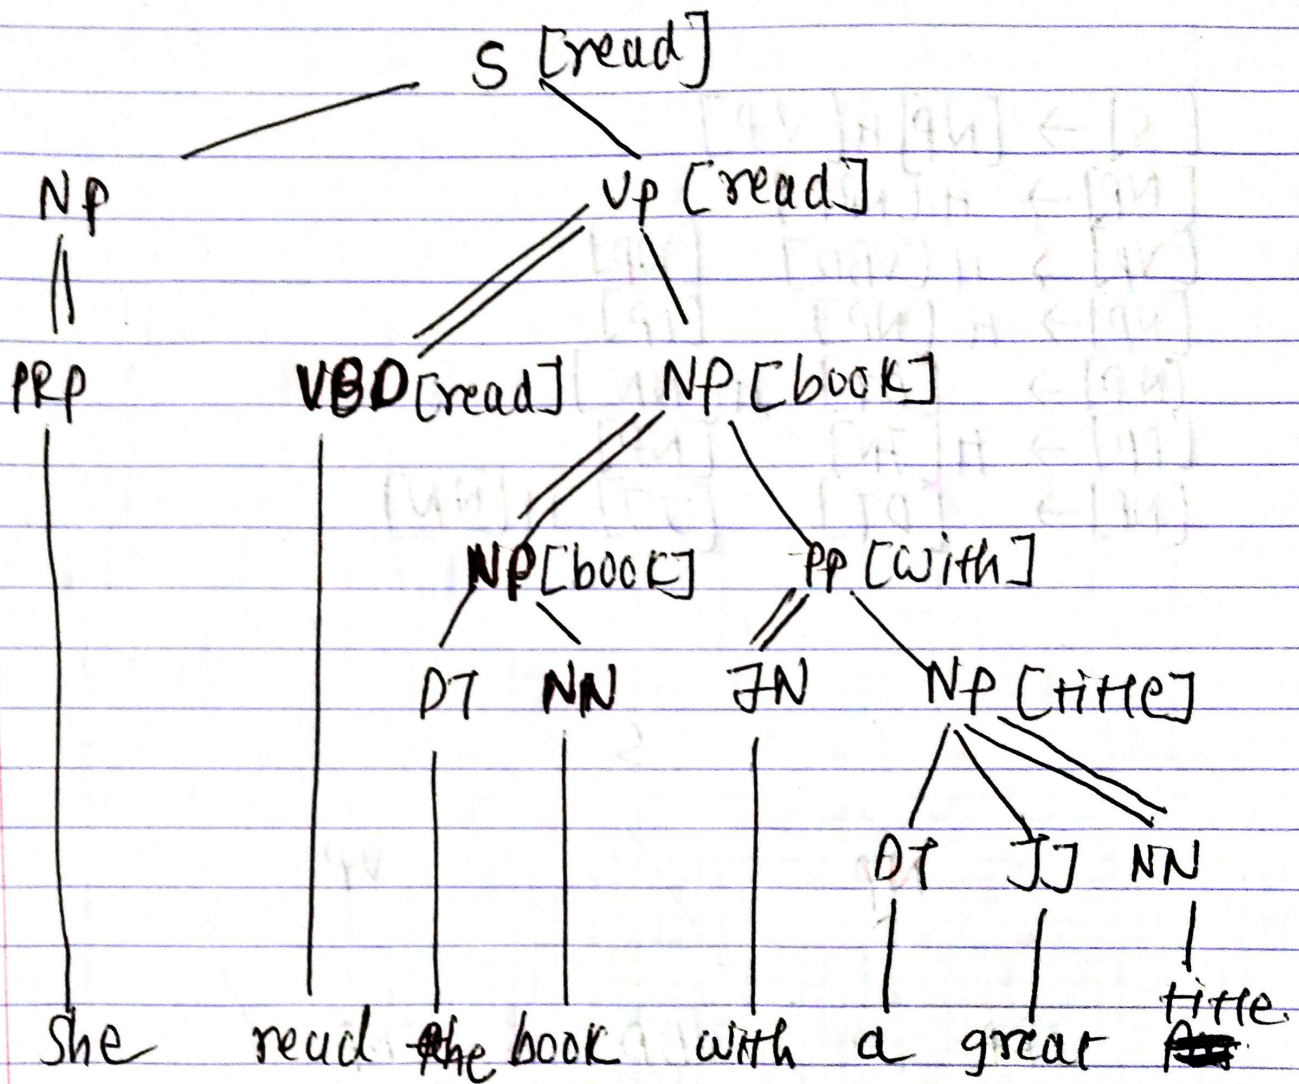 S [read]
NP VP [read]
PRP VBD [read] NP [book]
NP [book] PP [with]
DT NN IN NP [title]
DT JJ NN
title
she read the book with a great